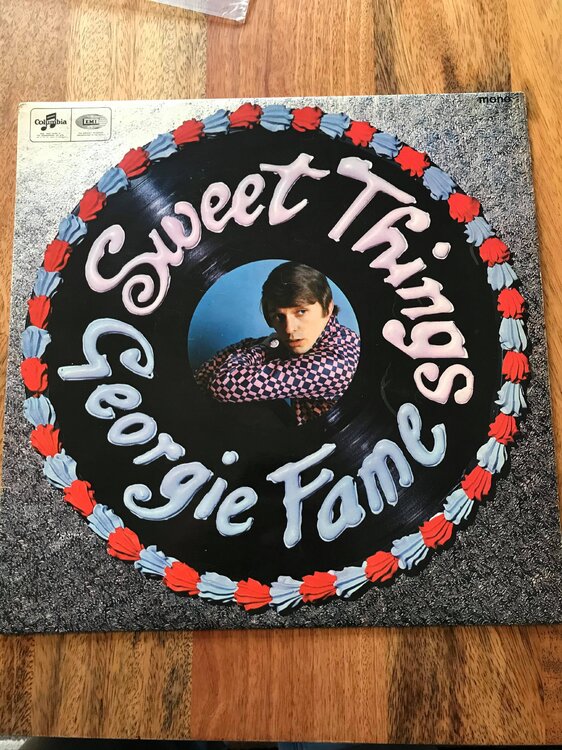 Columbia
EMI
mono
Sweet Things
Georgie Fame